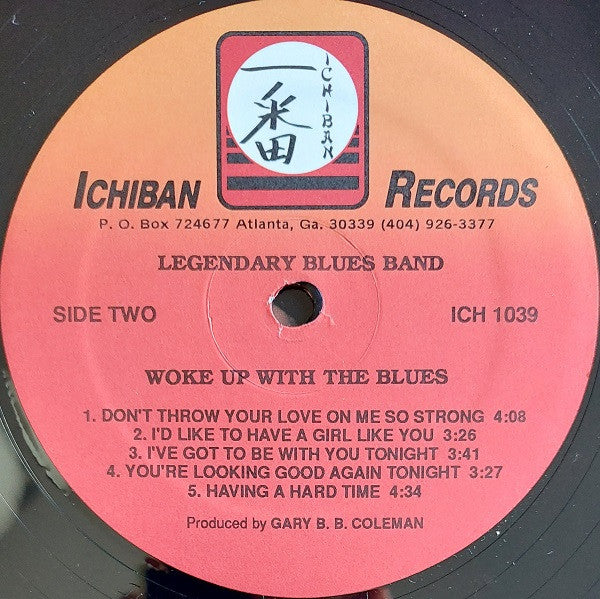 一番
ICHIBAN
ICHIBAN RECORDS
P. O. Box 724677 Atlanta, Ga. 30339 (404) 926-3377
LEGENDARY BLUES BAND
SIDE TWO ICH 1039
WOKE UP WITH THE BLUES
1. DON'T THROW YOUR LOVE ON ME SO STRONG 4:08
2. I'D LIKE TO HAVE A GIRL LIKE YOU 3:26
3. I'VE GOT TO BE WITH YOU TONIGHT 3:41
4. YOU'RE LOOKING GOOD AGAIN TONIGHT 3:27
5. HAVING A HARD TIME 4:34
Produced by GARY B. B. COLEMAN